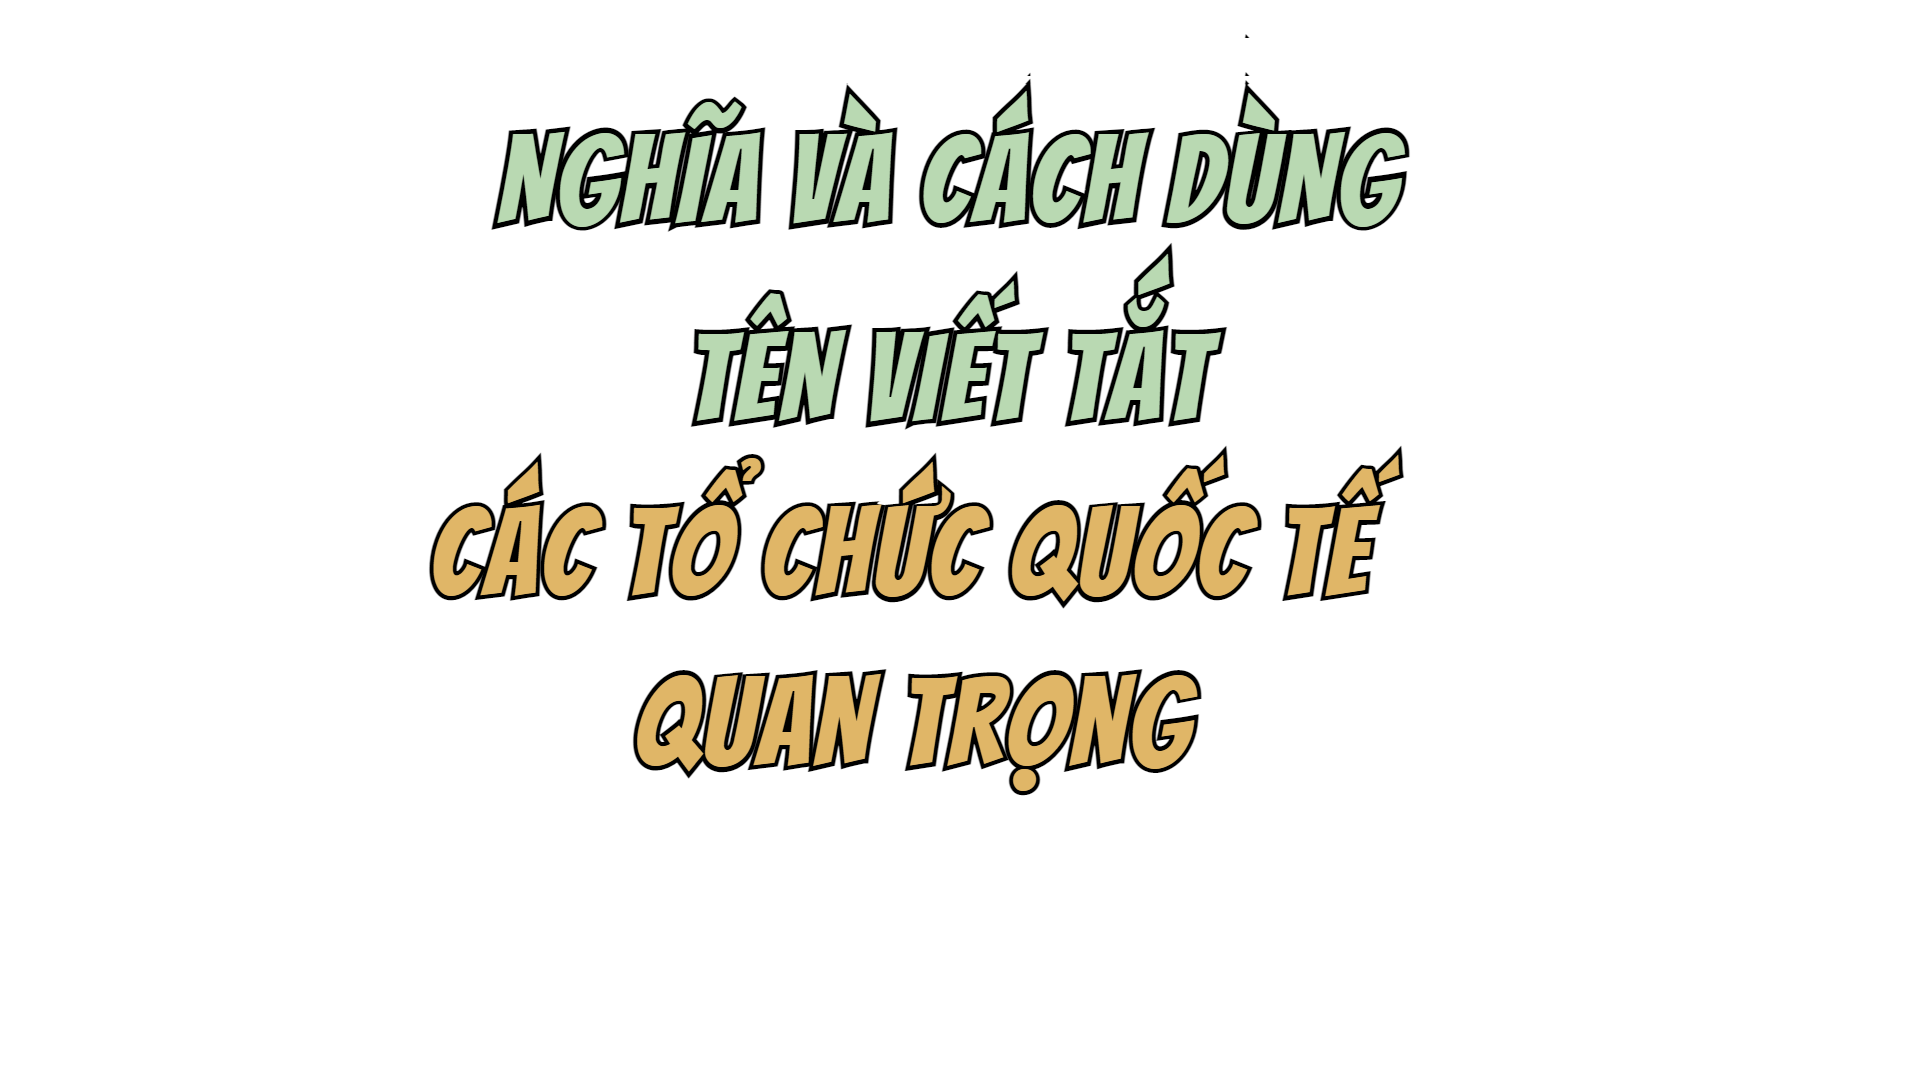 NGHĨA VÀ CÁCH DÙNG
TÊN VIẾT TẮT
CÁC TỔ CHỨC QUỐC TẾ
QUAN TRỌNG